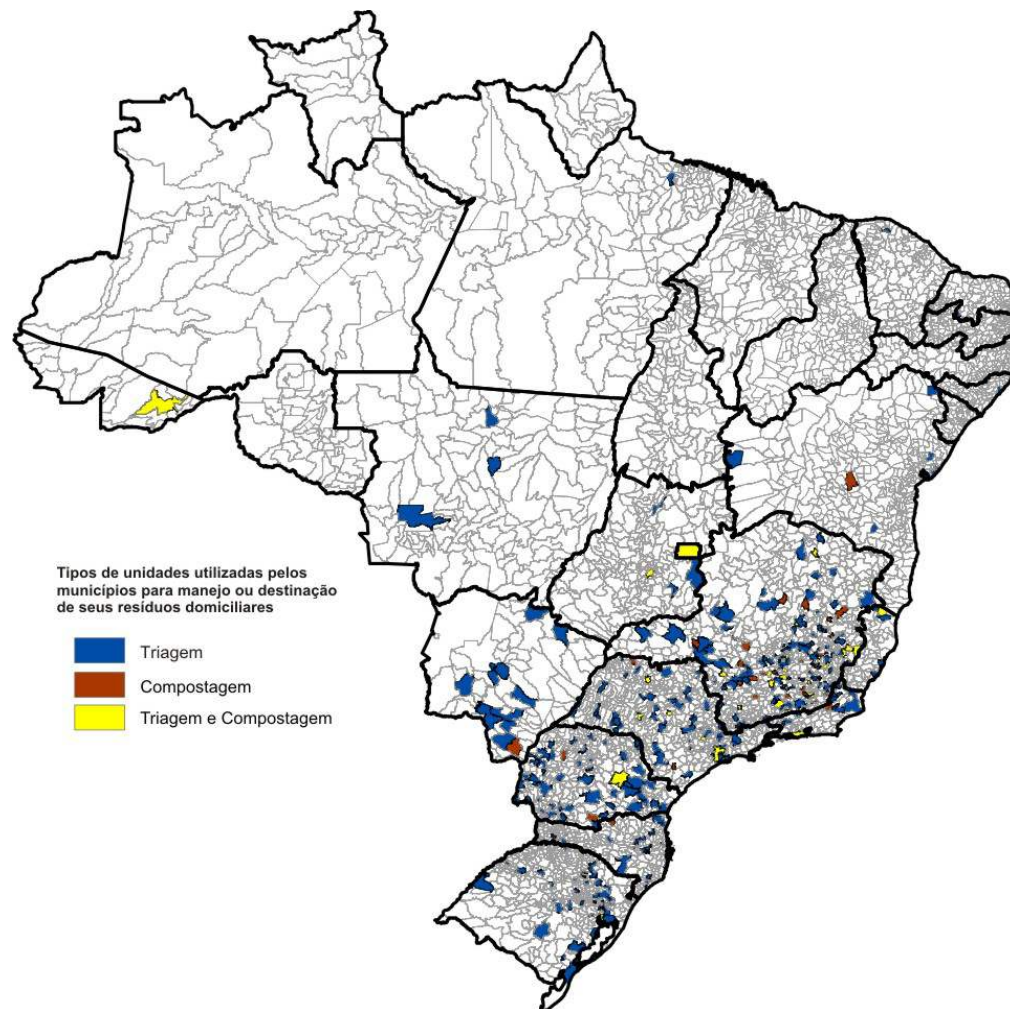 Tipos de unidades utilizadas pelos
municípios para manejo ou destinação
de seus resíduos domiciliares
Triagem
Compostagem
Triagem e Compostagem